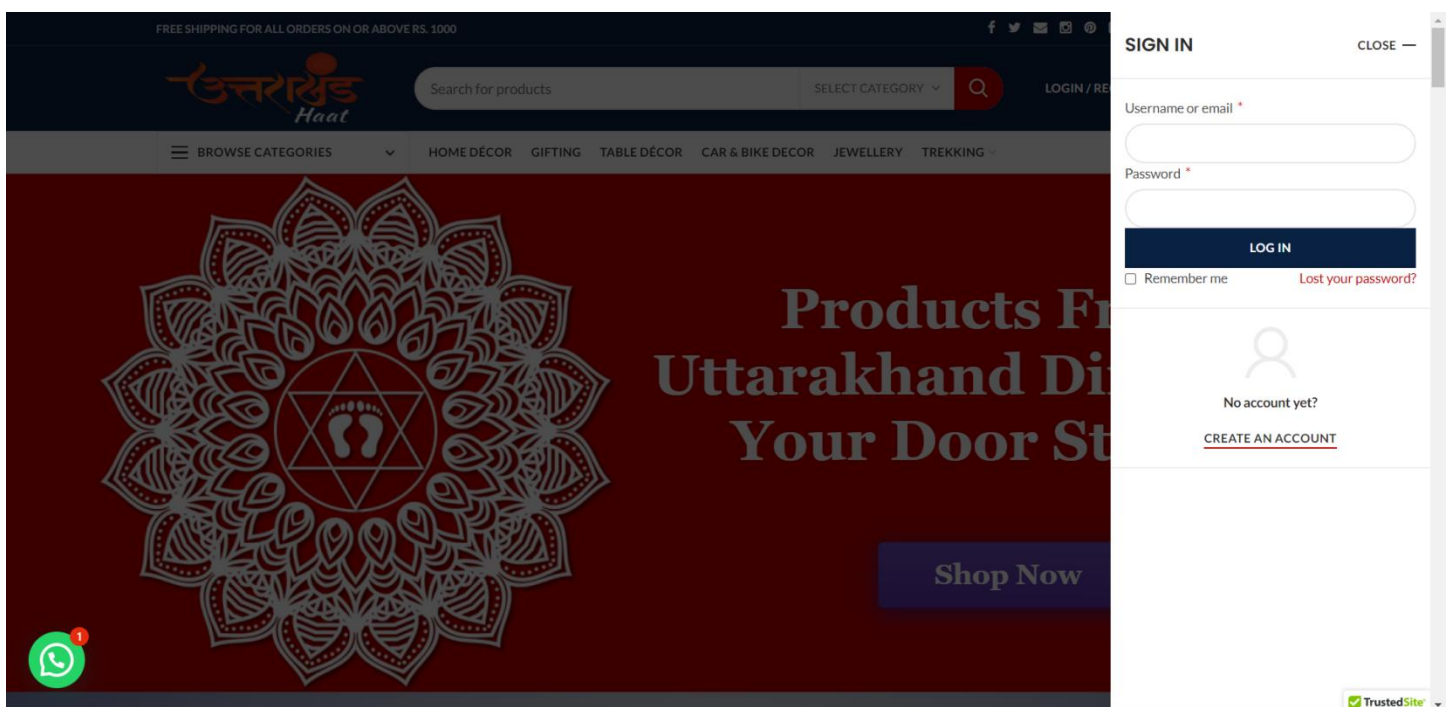 FREE SHIPPING FOR ALL ORDERS ON OR ABOVE RS. 1000
उत्तराखंड
Haat
Search for products
SELECT CATEGORY
LOGIN / RE
BROWSE CATEGORIES
HOME DÉCOR
GIFTING
TABLE DÉCOR
CAR & BIKE DECOR
JEWELLERY
TREKKING
Products Fr
Uttarakhand Di
Your Door St
Shop Now
1
SIGN IN
CLOSE
Username or email *
Password *
LOG IN
Remember me
Lost your password?
No account yet?
CREATE AN ACCOUNT
TrustedSite